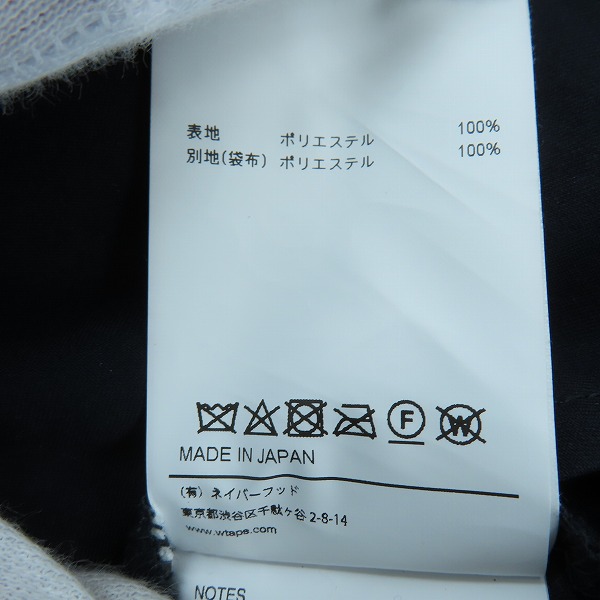 表地 ポリエステル 100%
別地(袋布) ポリエステル 100%
F W
MADE IN JAPAN
(有) ネイバーフッド
東京都渋谷区千駄ヶ谷 2-8-14
www.wtaps.com
NOTES